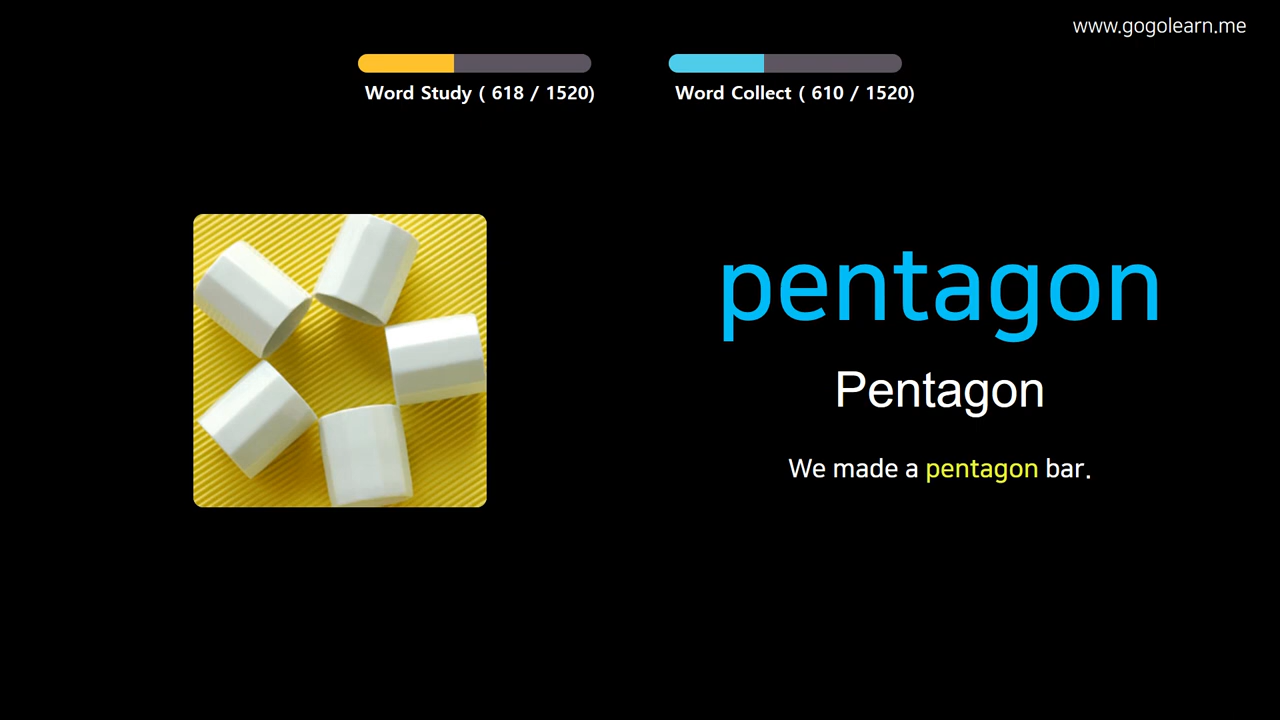 www.gogolearn.me
Word Study ( 618 / 1520)
Word Collect ( 610 / 1520)
pentagon
Pentagon
We made a pentagon bar.